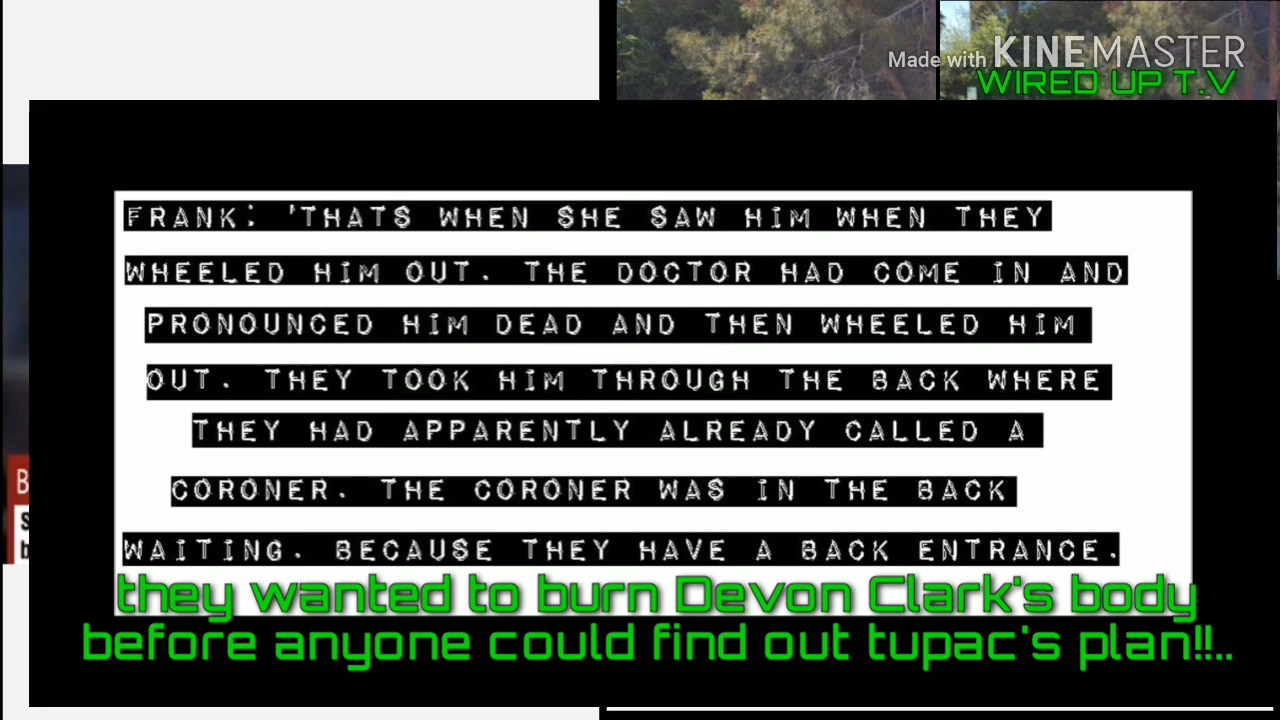 Made with KINEMASTER
WIRED UP T.V
FRANK: 'THATS WHEN SHE SAW HIM WHEN THEY
WHEELED HIM OUT. THE DOCTOR HAD COME IN AND
PRONOUNCED HIM DEAD AND THEN WHEELED HIM
OUT. THEY TOOK HIM THROUGH THE BACK WHERE
THEY HAD APPARENTLY ALREADY CALLED A
CORONER. THE CORONER WAS IN THE BACK
WAITING. BECAUSE THEY HAVE A BACK ENTRANCE.
they wanted to burn Devon Clark's body
before anyone could find out tupac's plan!!..